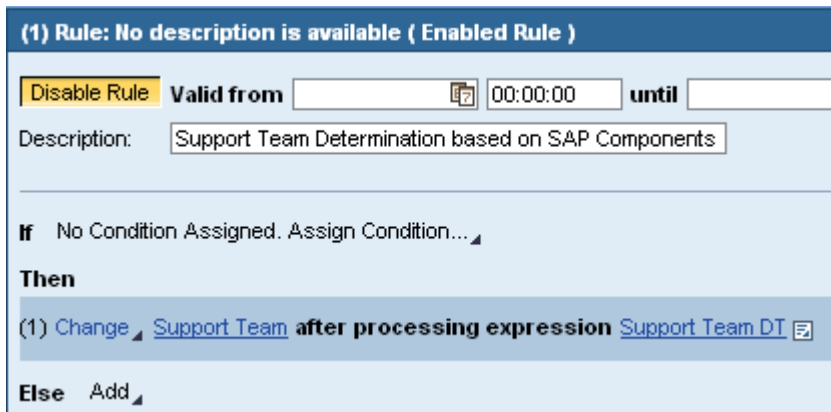 (1) Rule: No description is available ( Enabled Rule )
Disable Rule Valid from 00:00:00 until
Description: Support Team Determination based on SAP Components
If No Condition Assigned. Assign Condition...
Then
(1) Change Support Team after processing expression Support Team DT
Else Add